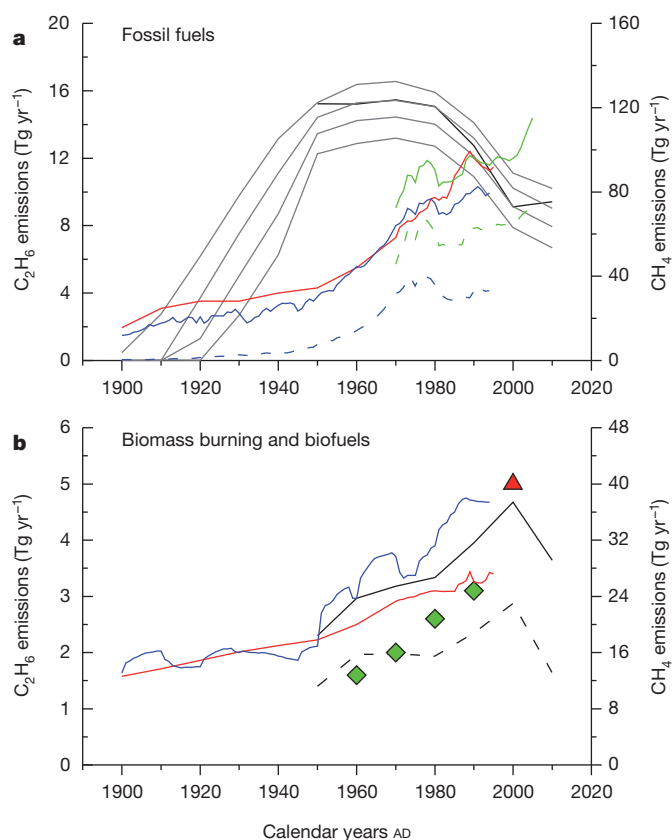 a
Fossil fuels
C₂H₆ emissions (Tg yr⁻¹)
20
16
12
8
4
0
CH₄ emissions (Tg yr⁻¹)
160
120
80
40
0
1900 1920 1940 1960 1980 2000 2020
b
Biomass burning and biofuels
C₂H₆ emissions (Tg yr⁻¹)
6
5
4
3
2
1
0
CH₄ emissions (Tg yr⁻¹)
48
40
32
24
16
8
0
1900 1920 1940 1960 1980 2000 2020
Calendar years AD